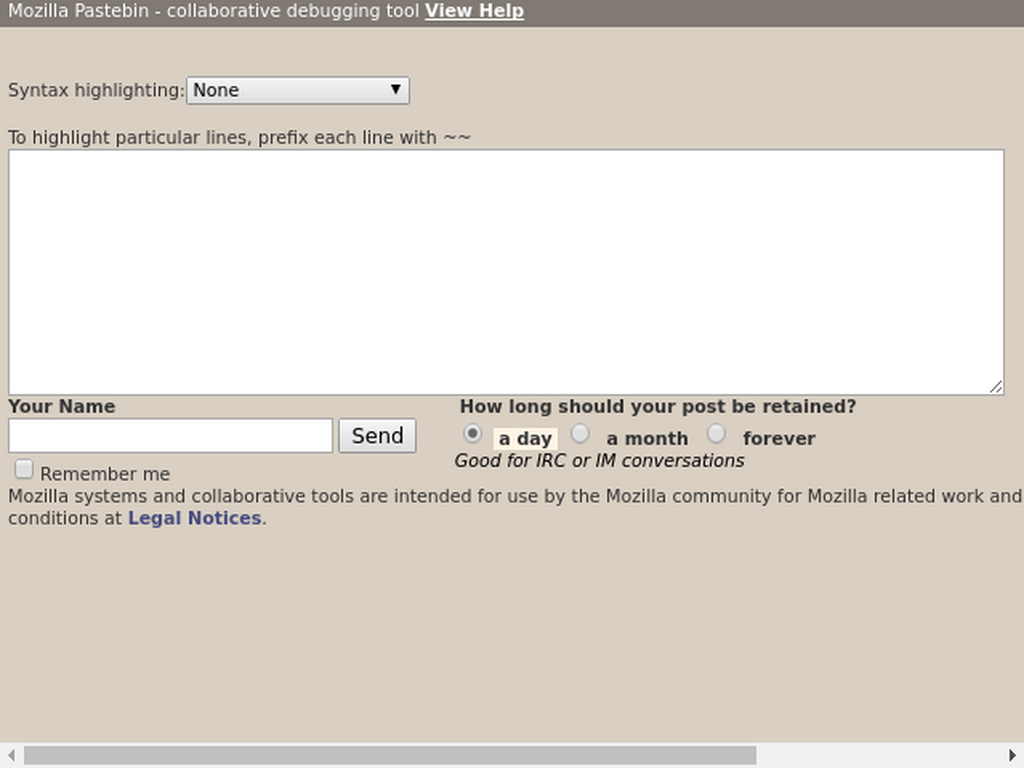 Mozilla Pastebin - collaborative debugging tool View Help
Syntax highlighting: None
To highlight particular lines, prefix each line with ~~
Your Name
How long should your post be retained?
Send
a day a month forever
Good for IRC or IM conversations
Remember me
Mozilla systems and collaborative tools are intended for use by the Mozilla community for Mozilla related work and
conditions at Legal Notices.